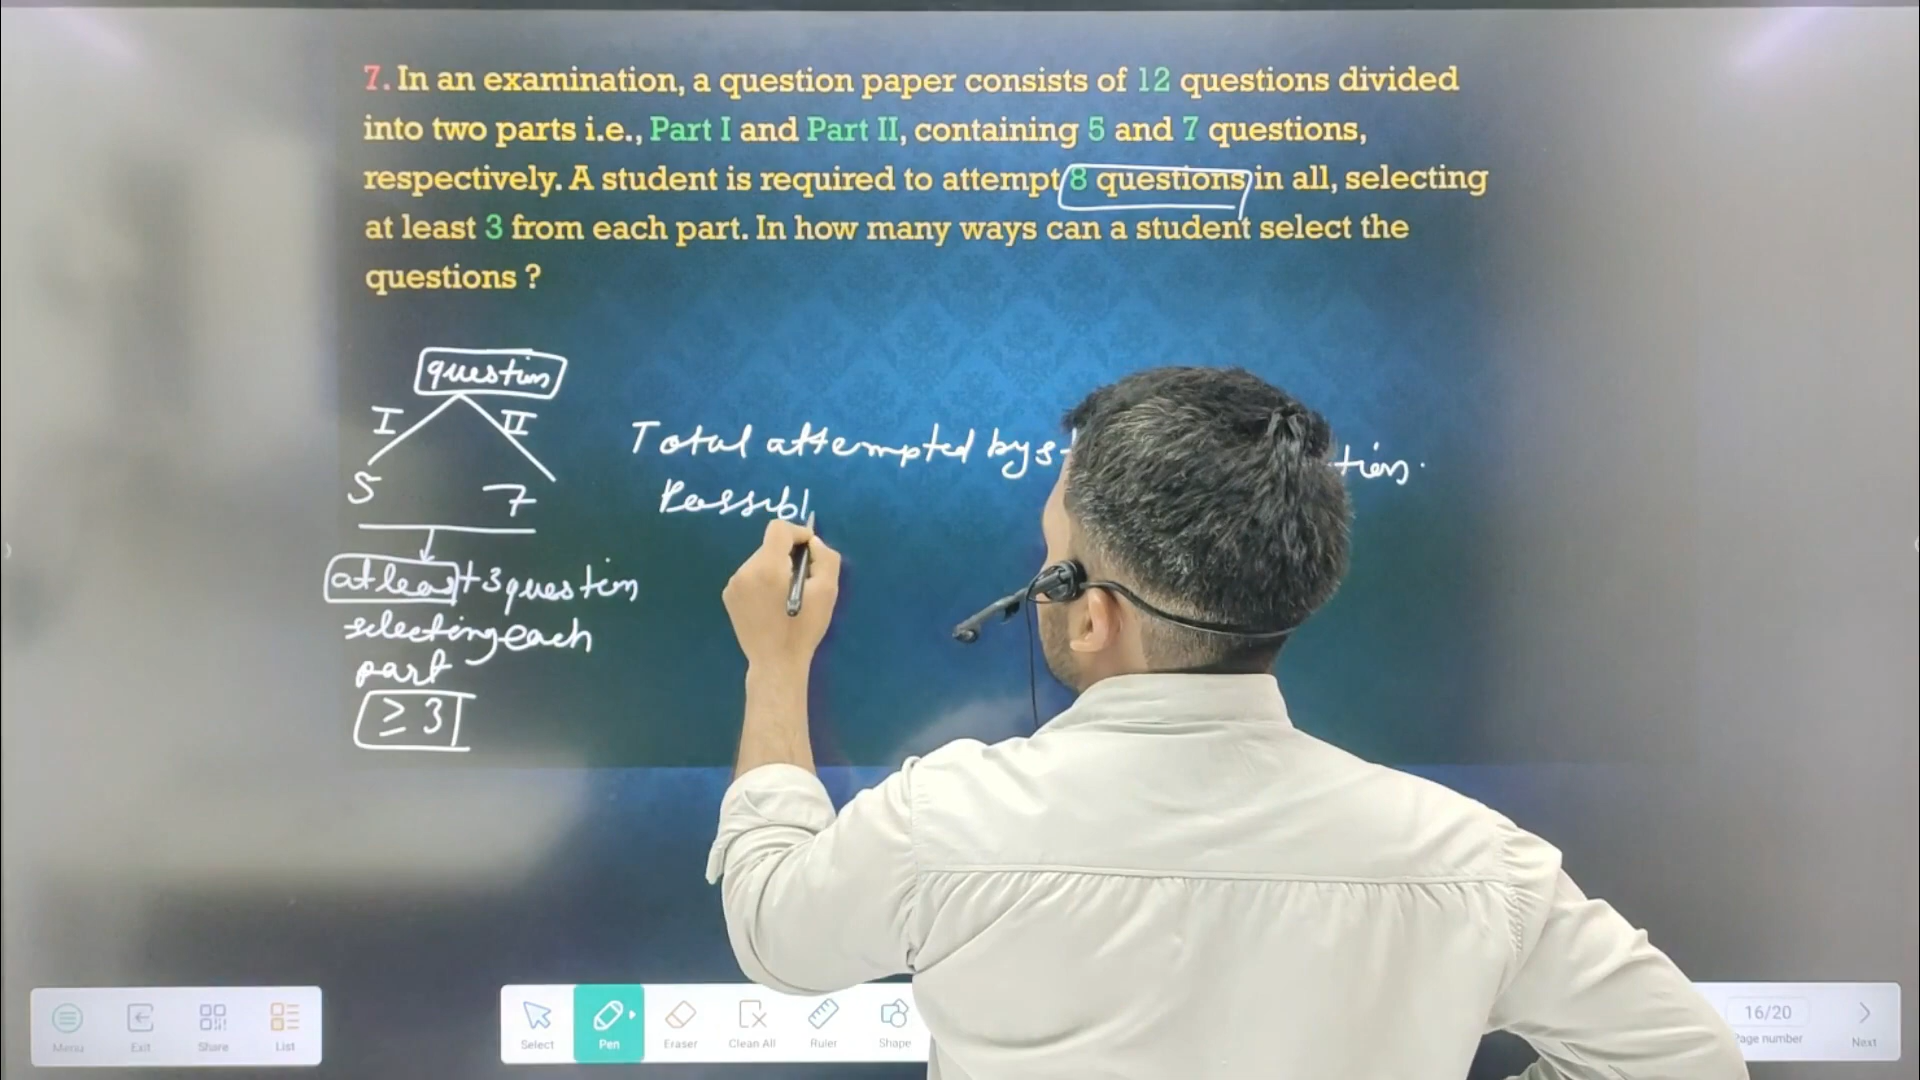 7. In an examination, a question paper consists of 12 questions divided
into two parts i.e., Part I and Part II, containing 5 and 7 questions,
respectively. A student is required to attempt 8 questions in all, selecting
at least 3 from each part. In how many ways can a student select the
questions ?
question
I II
5 7
at least 3 question
selecting each
part
≥ 3
Total attempted by
Possibl
Menu Exit Share List
Select Pen Eraser Clean All Ruler Shape
16/20
Page number Next